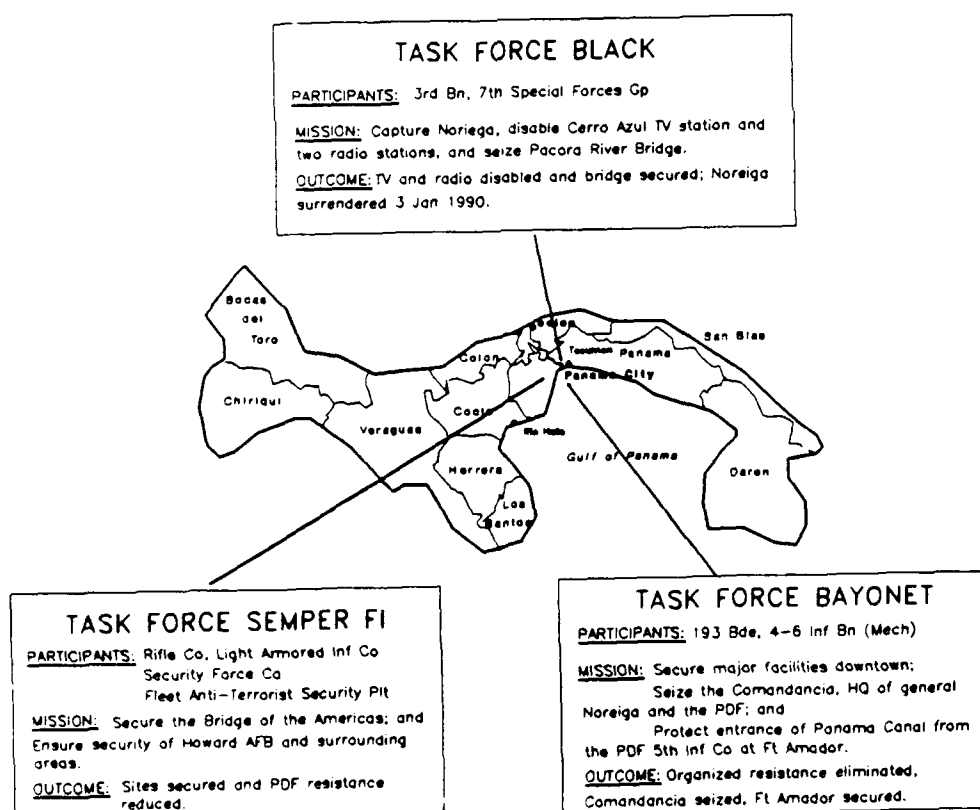 TASK FORCE BLACK
PARTICIPANTS: 3rd Bn, 7th Special Forces Gp
MISSION: Capture Noriega, disable Cerro Azul TV station and
two radio stations, and seize Pacora River Bridge.
OUTCOME: TV and radio disabled and bridge secured; Noreiga
surrendered 3 Jan 1990.
Bocas
del
Toro
San Blas
Colon
Panama
Panama City
Chiriqui
Veraguas
Cocle
Rio Hato
Gulf of Panama
Herrera
Daren
Los
Santos
TASK FORCE SEMPER FI
PARTICIPANTS: Rifle Co, Light Armored Inf Co
Security Force Co
Fleet Anti-Terrorist Security Plt
MISSION: Secure the Bridge of the Americas; and
Ensure security of Howard AFB and surrounding
areas.
OUTCOME: Sites secured and PDF resistance
reduced.
TASK FORCE BAYONET
PARTICIPANTS: 193 Bde, 4-6 Inf Bn (Mech)
MISSION: Secure major facilities downtown;
Seize the Comandancia, HQ of general
Noreiga and the PDF; and
Protect entrance of Panama Canal from
the PDF 5th Inf Co at Ft Amador.
OUTCOME: Organized resistance eliminated,
Comandancia seized, Ft Amador secured.